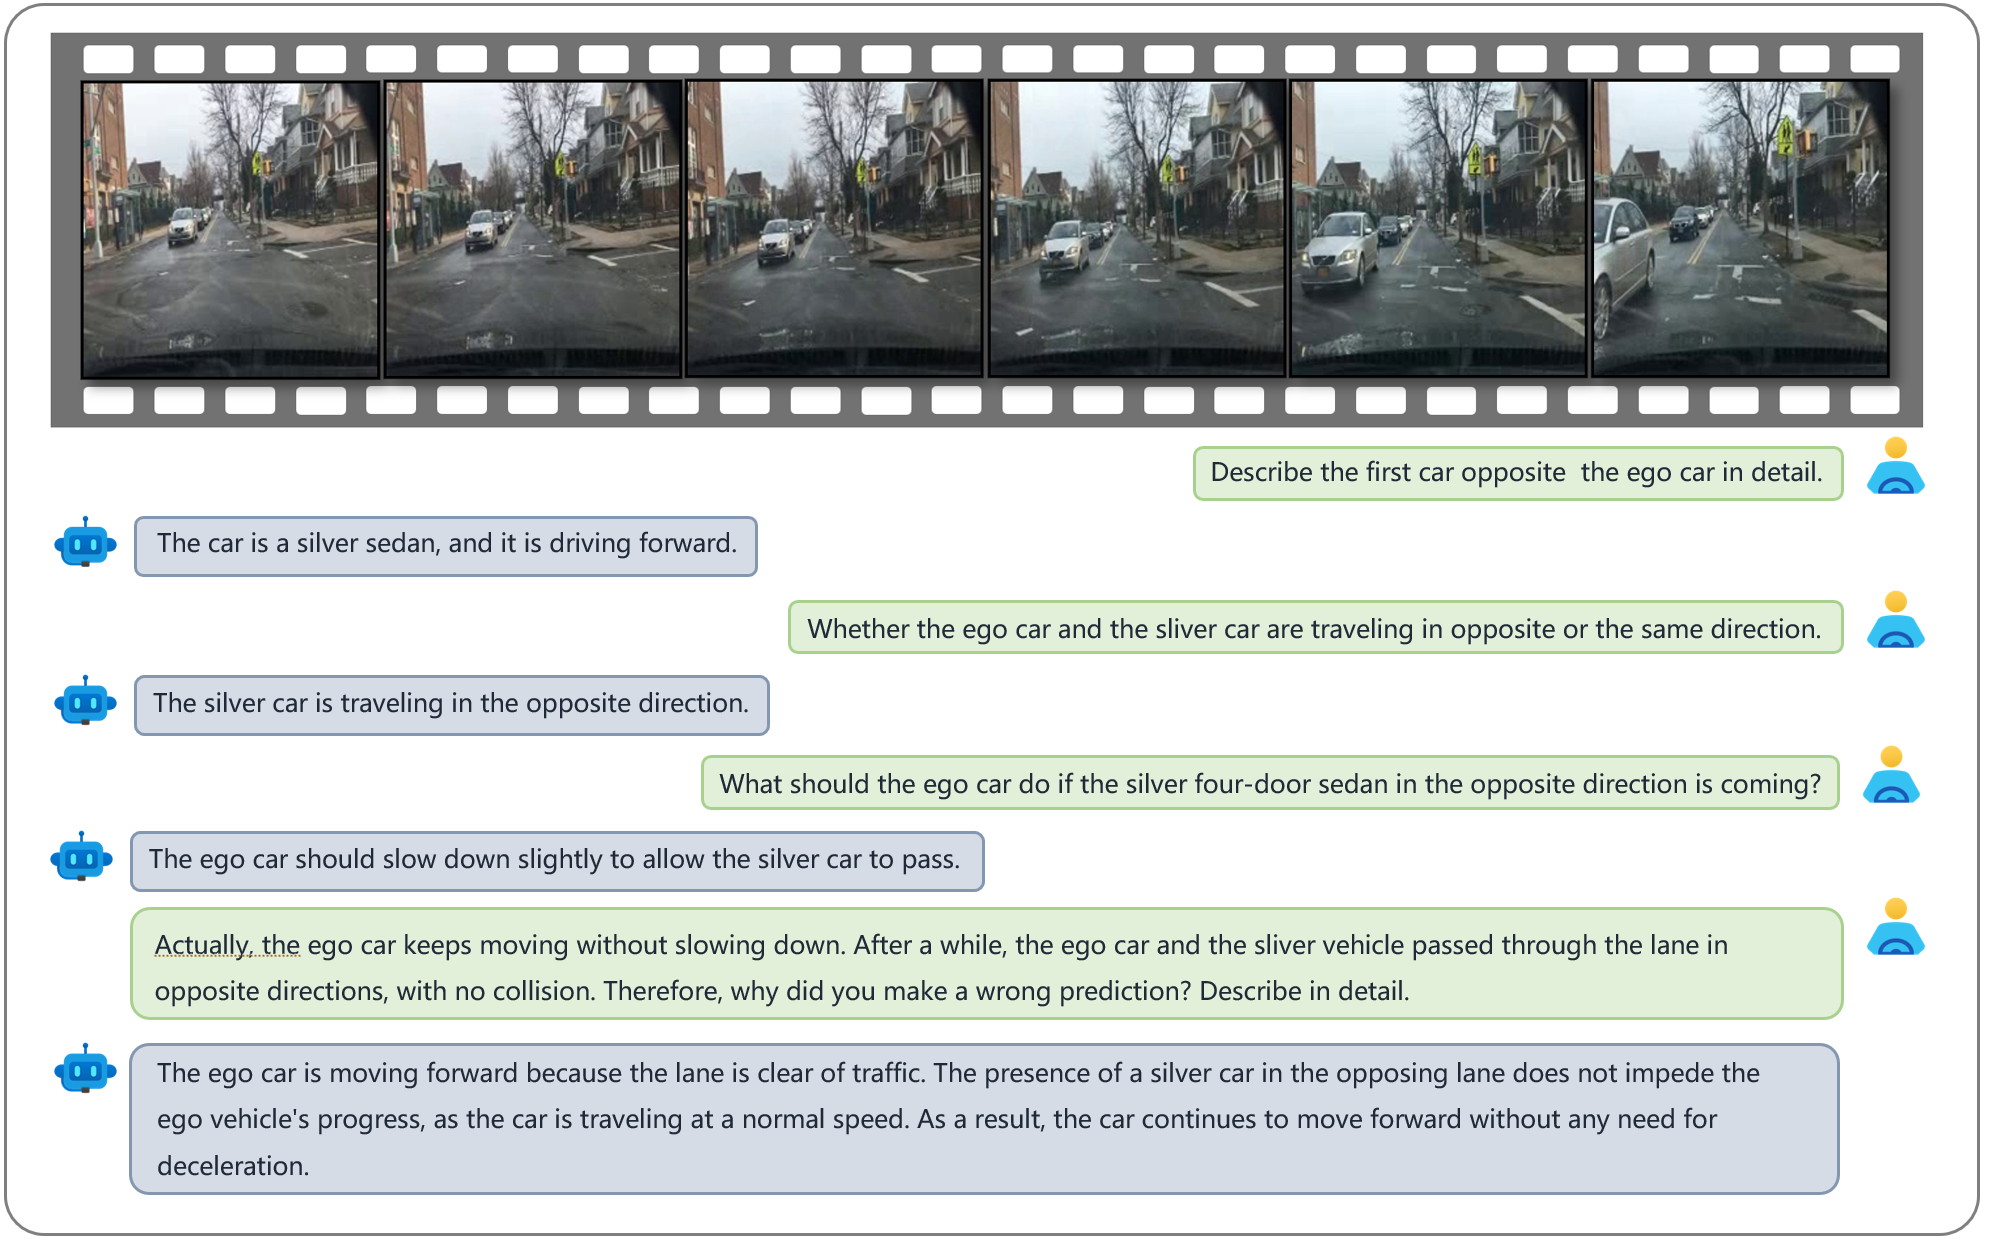 Describe the first car opposite  the ego car in detail.
The car is a silver sedan, and it is driving forward.
Whether the ego car and the sliver car are traveling in opposite or the same direction.
The silver car is traveling in the opposite direction.
What should the ego car do if the silver four-door sedan in the opposite direction is coming?
The ego car should slow down slightly to allow the silver car to pass.
Actually, the ego car keeps moving without slowing down. After a while, the ego car and the sliver vehicle passed through the lane in
opposite directions, with no collision. Therefore, why did you make a wrong prediction? Describe in detail.
The ego car is moving forward because the lane is clear of traffic. The presence of a silver car in the opposing lane does not impede the
ego vehicle's progress, as the car is traveling at a normal speed. As a result, the car continues to move forward without any need for
deceleration.